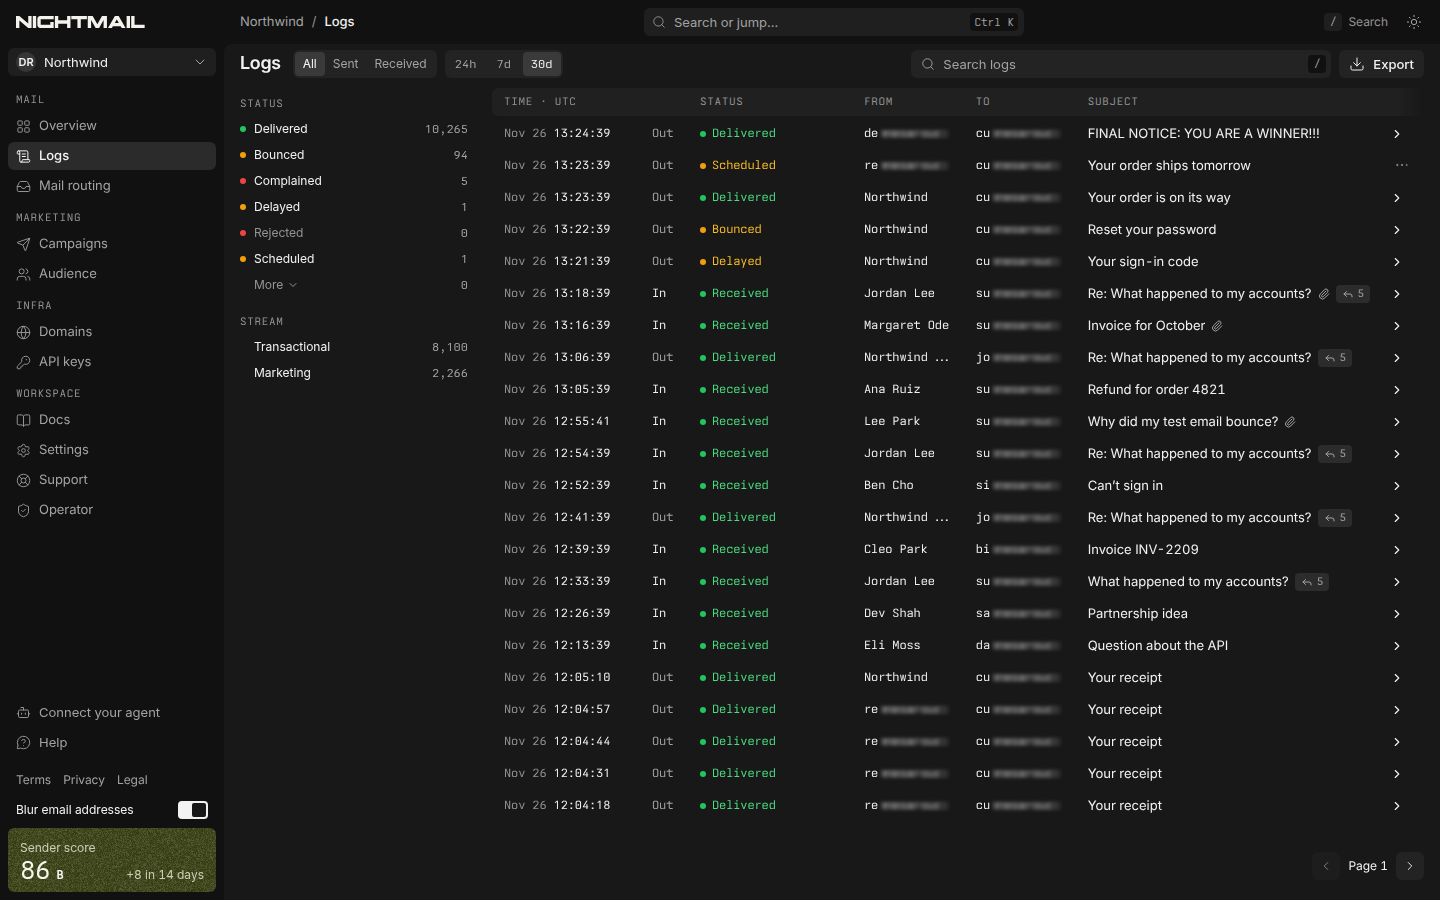 NIGHTMAIL
Northwind / Logs
Search or jump... Ctrl K
/ Search
DR Northwind
MAIL
Overview
Logs
Mail routing
MARKETING
Campaigns
Audience
INFRA
Domains
API keys
WORKSPACE
Docs
Settings
Support
Operator
Connect your agent
Help
Terms Privacy Legal
Blur email addresses
Sender score
86 B +8 in 14 days
Logs All Sent Received 24h 7d 30d
Search logs / Export
STATUS
Delivered 10,265
Bounced 94
Complained 5
Delayed 1
Rejected 0
Scheduled 1
More 0
STREAM
Transactional 8,100
Marketing 2,266
TIME · UTC STATUS FROM TO SUBJECT
Nov 26 13:24:39 Out Delivered de cu FINAL NOTICE: YOU ARE A WINNER!!!
Nov 26 13:23:39 Out Scheduled re cu Your order ships tomorrow ...
Nov 26 13:23:39 Out Delivered Northwind cu Your order is on its way
Nov 26 13:22:39 Out Bounced Northwind cu Reset your password
Nov 26 13:21:39 Out Delayed Northwind cu Your sign-in code
Nov 26 13:18:39 In Received Jordan Lee su Re: What happened to my accounts? 5
Nov 26 13:16:39 In Received Margaret Ode su Invoice for October
Nov 26 13:06:39 Out Delivered Northwind ... jo Re: What happened to my accounts? 5
Nov 26 13:05:39 In Received Ana Ruiz su Refund for order 4821
Nov 26 12:55:41 In Received Lee Park su Why did my test email bounce?
Nov 26 12:54:39 In Received Jordan Lee su Re: What happened to my accounts? 5
Nov 26 12:52:39 In Received Ben Cho si Can't sign in
Nov 26 12:41:39 Out Delivered Northwind ... jo Re: What happened to my accounts? 5
Nov 26 12:39:39 In Received Cleo Park bi Invoice INV-2209
Nov 26 12:33:39 In Received Jordan Lee su What happened to my accounts? 5
Nov 26 12:26:39 In Received Dev Shah sa Partnership idea
Nov 26 12:13:39 In Received Eli Moss da Question about the API
Nov 26 12:05:10 Out Delivered Northwind cu Your receipt
Nov 26 12:04:57 Out Delivered re cu Your receipt
Nov 26 12:04:44 Out Delivered re cu Your receipt
Nov 26 12:04:31 Out Delivered re cu Your receipt
Nov 26 12:04:18 Out Delivered re cu Your receipt
Page 1